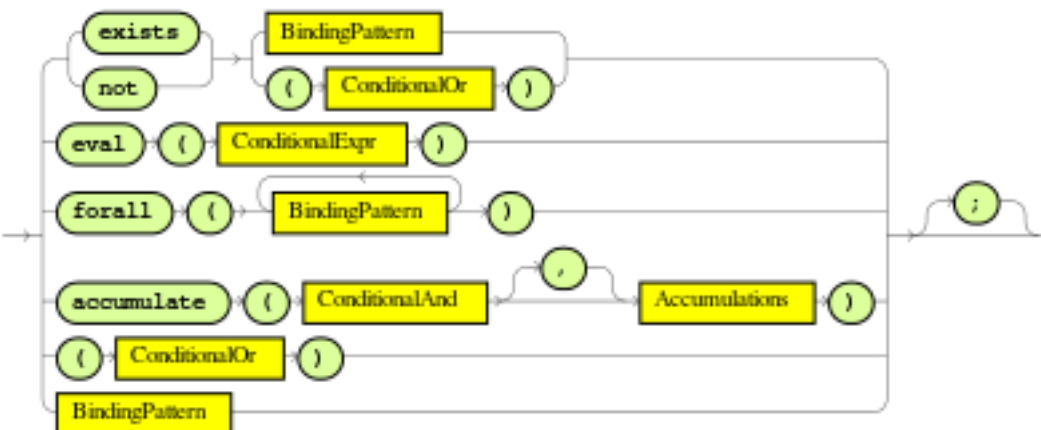 exists BindingPattern
not ( ConditionalOr )
eval ( ConditionalExpr )
forall ( BindingPattern ) ;
accumulate ( ConditionalAnd , Accumulations )
( ConditionalOr )
BindingPattern